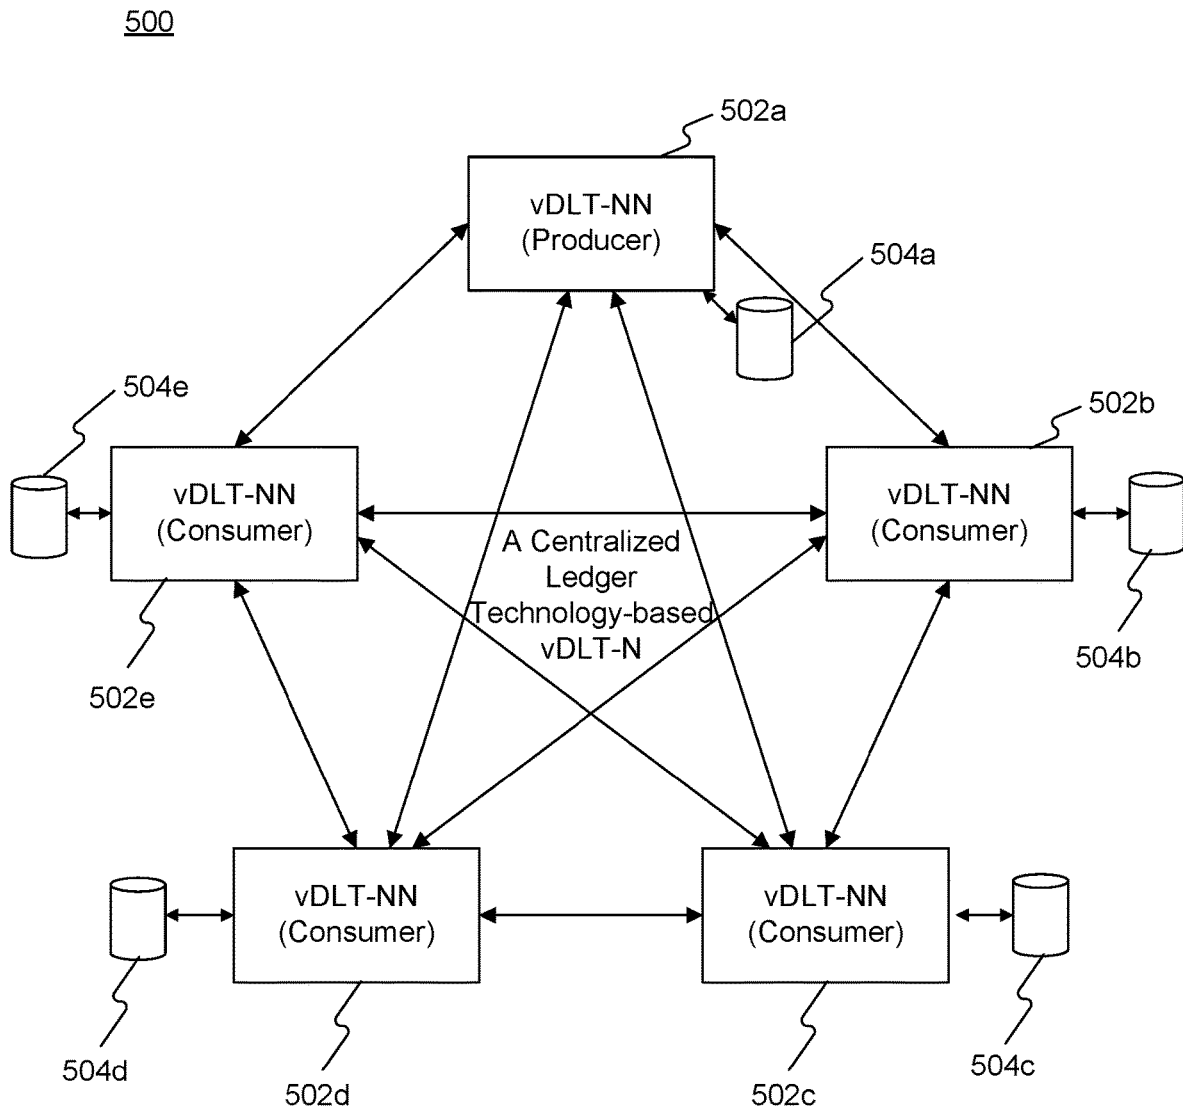 500
502a
vDLT-NN
(Producer)
504a
504e
502b
vDLT-NN
(Consumer)
vDLT-NN
(Consumer)
A Centralized
Ledger
Technology-based
vDLT-N
504b
502e
vDLT-NN
(Consumer)
vDLT-NN
(Consumer)
504d
502d
502c
504c